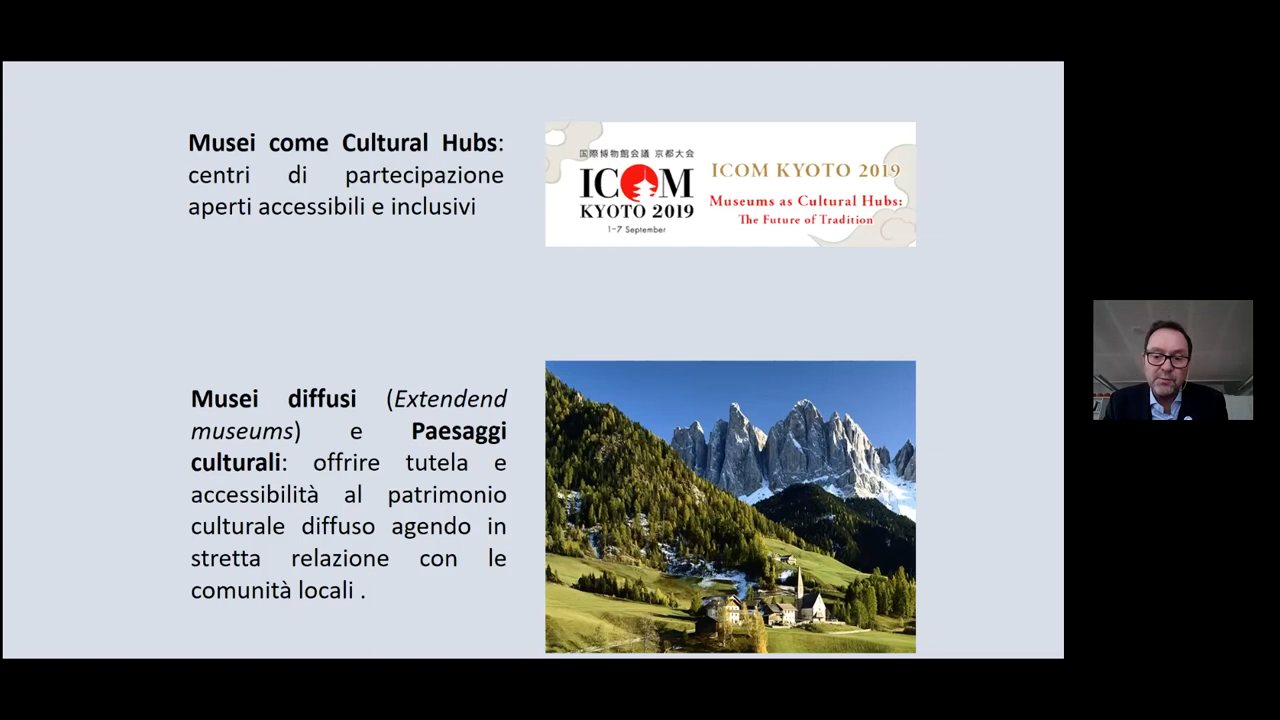 Musei come Cultural Hubs:
centri di partecipazione
aperti accessibili e inclusivi
国際博物館会議 京都大会
ICOM
KYOTO 2019
1-7 September
ICOM KYOTO 2019
Museums as Cultural Hubs:
The Future of Tradition
Musei diffusi (Extendend
museums) e Paesaggi
culturali: offrire tutela e
accessibilità al patrimonio
culturale diffuso agendo in
stretta relazione con le
comunità locali .